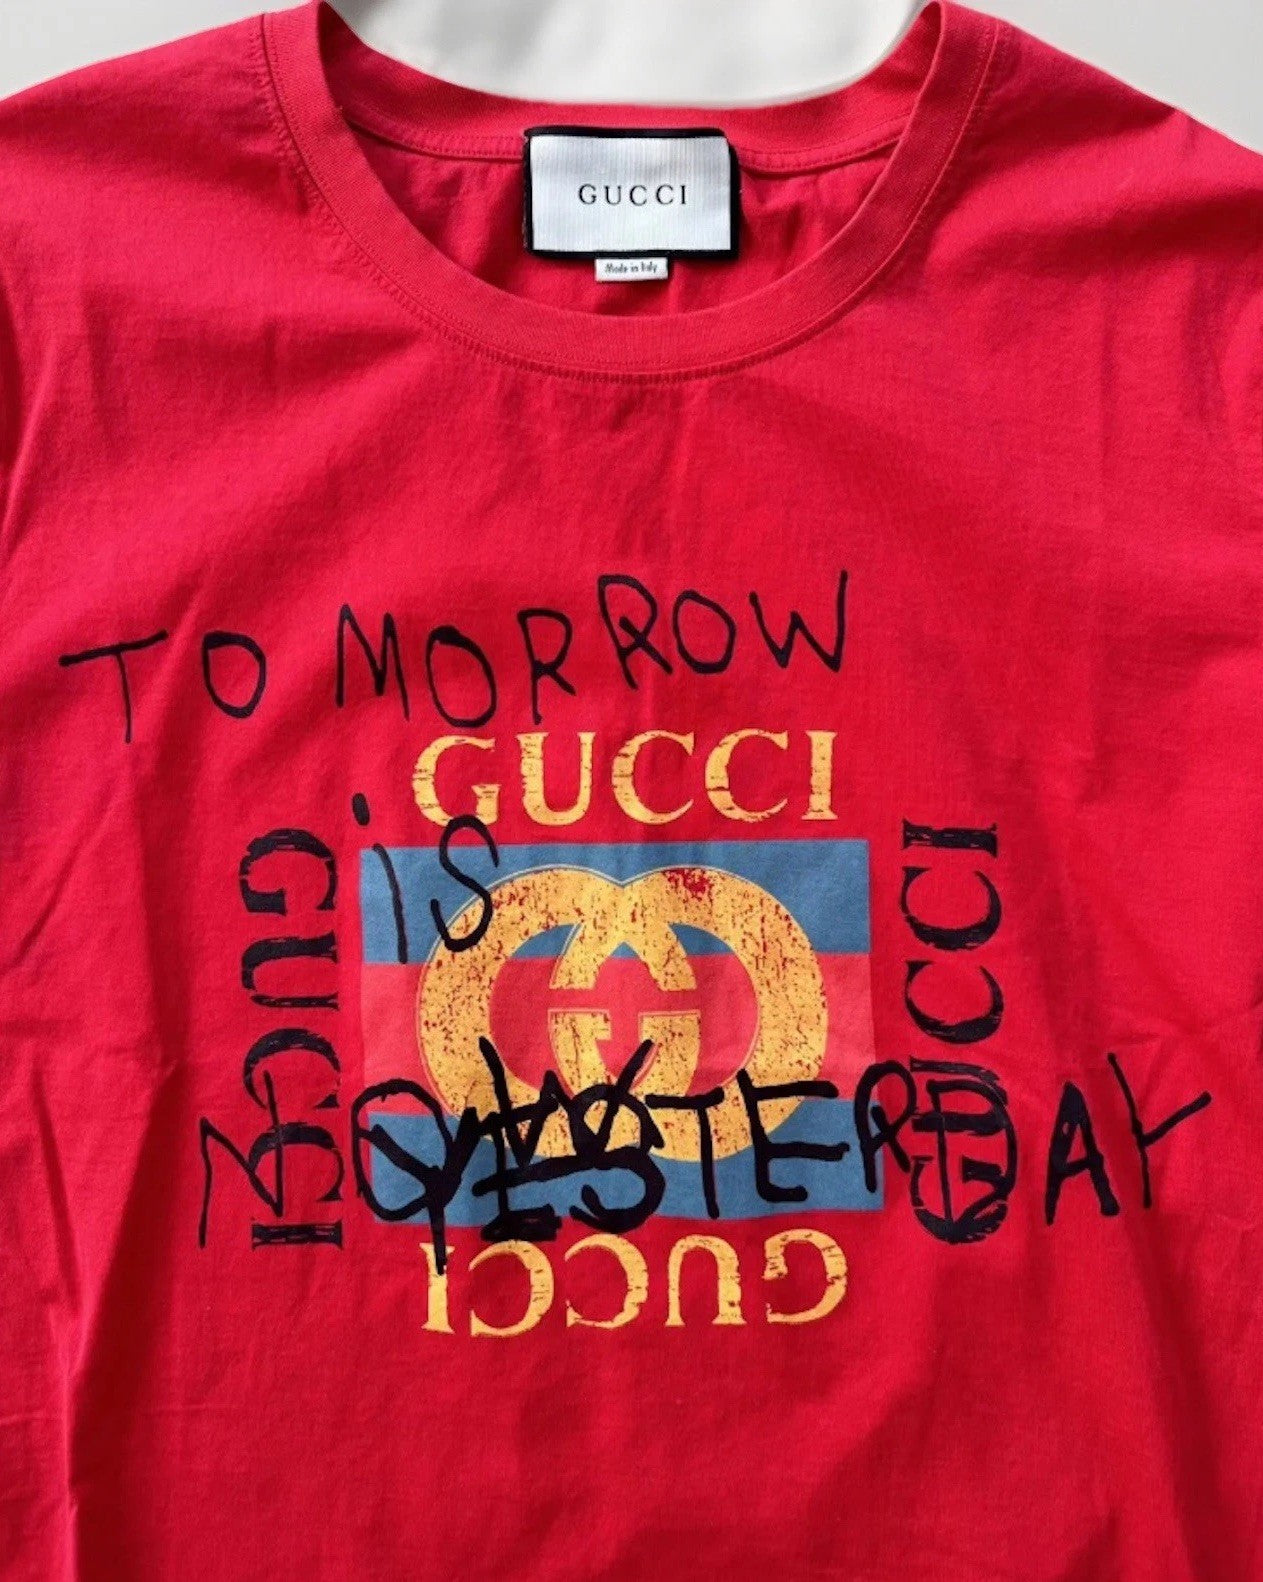 GUCCI
Made in Italy
TOMORROW
GUCCI
GUCCI
GUCCI
is
NOW YESTERDAY
GUCCI